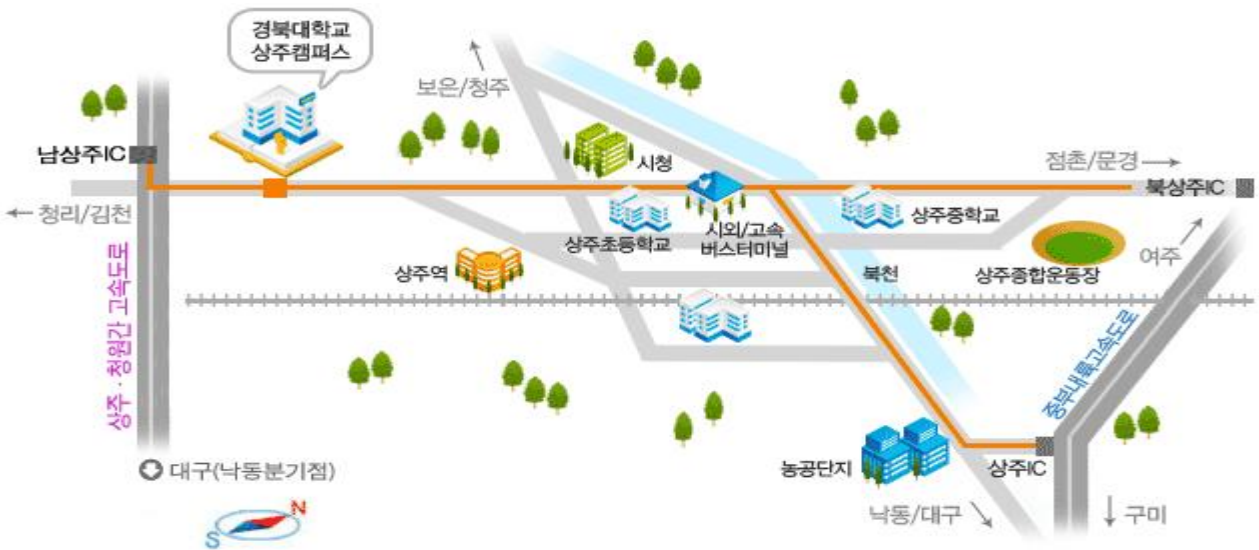 경북대학교
상주캠퍼스
보은/청주
남상주IC
시청
점촌/문경
북상주IC
청리/김천
상주초등학교
시외/고속
버스터미널
상주중학교
여주
상주역
북천
상주종합운동장
상주·청원간 고속도로
중부내륙고속도로
대구(낙동분기점)
농공단지
상주IC
낙동/대구
구미
N
S